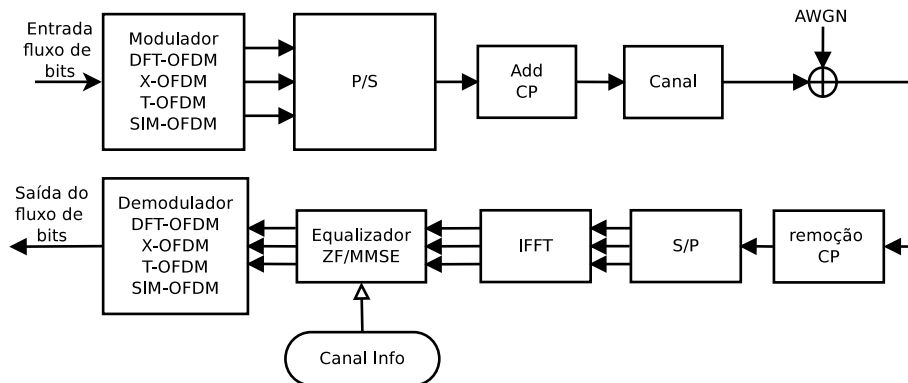 Entrada
fluxo de
bits
Modulador
DFT-OFDM
X-OFDM
T-OFDM
SIM-OFDM
P/S
Add
CP
Canal
AWGN
Saída do
fluxo de
bits
Demodulador
DFT-OFDM
X-OFDM
T-OFDM
SIM-OFDM
Equalizador
ZF/MMSE
IFFT
S/P
remoção
CP
Canal Info